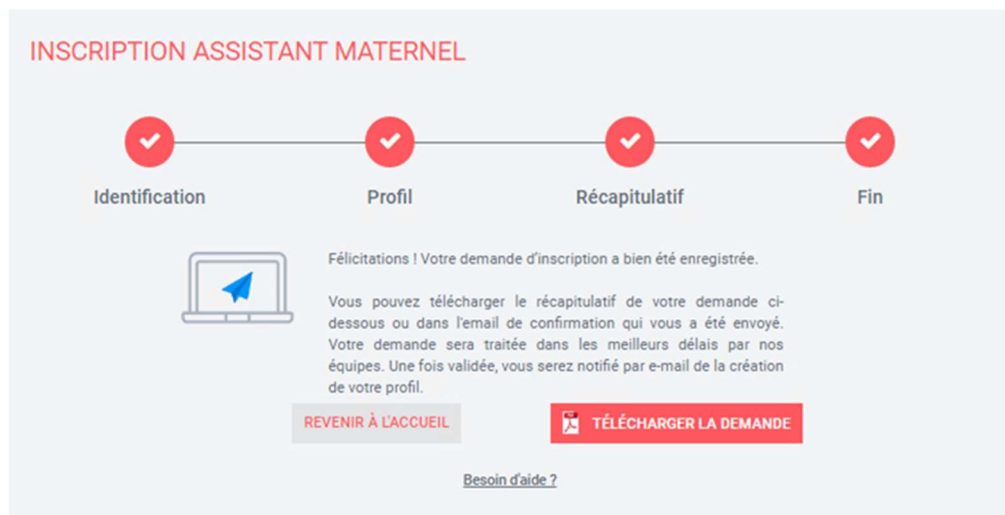 INSCRIPTION ASSISTANT MATERNEL
Identification
Profil
Récapitulatif
Fin
Félicitations ! Votre demande d'inscription a bien été enregistrée.
Vous pouvez télécharger le récapitulatif de votre demande ci-
dessous ou dans l'email de confirmation qui vous a été envoyé.
Votre demande sera traitée dans les meilleurs délais par nos
équipes. Une fois validée, vous serez notifié par e-mail de la création
de votre profil.
REVENIR À L'ACCUEIL
TÉLÉCHARGER LA DEMANDE
Besoin d'aide ?